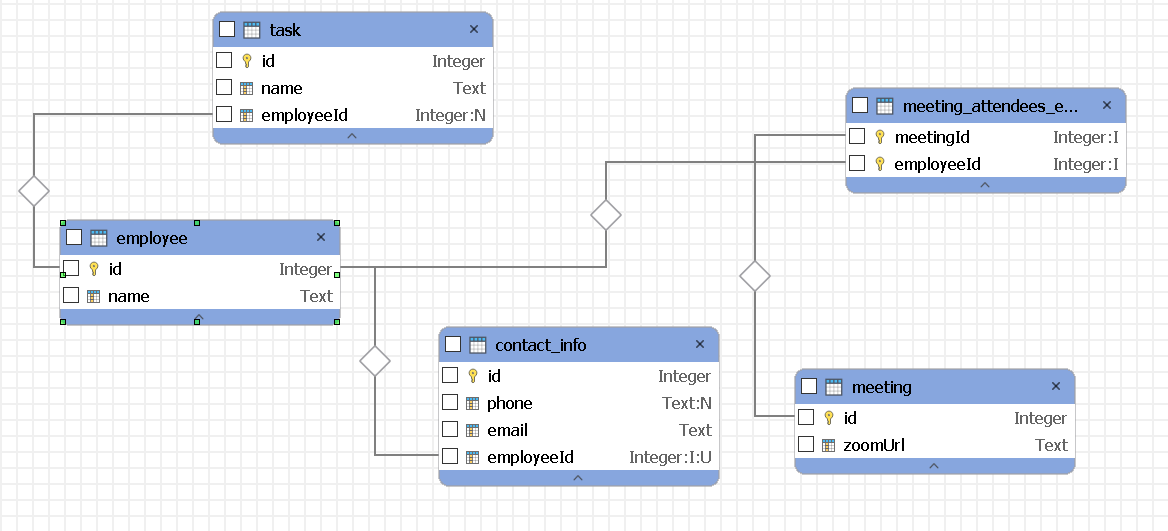 task
id Integer
name Text
employeeId Integer:N
meeting_attendees_e...
meetingId Integer:I
employeeId Integer:I
employee
id Integer
name Text
contact_info
id Integer
phone Text:N
email Text
employeeId Integer:I:U
meeting
id Integer
zoomUrl Text